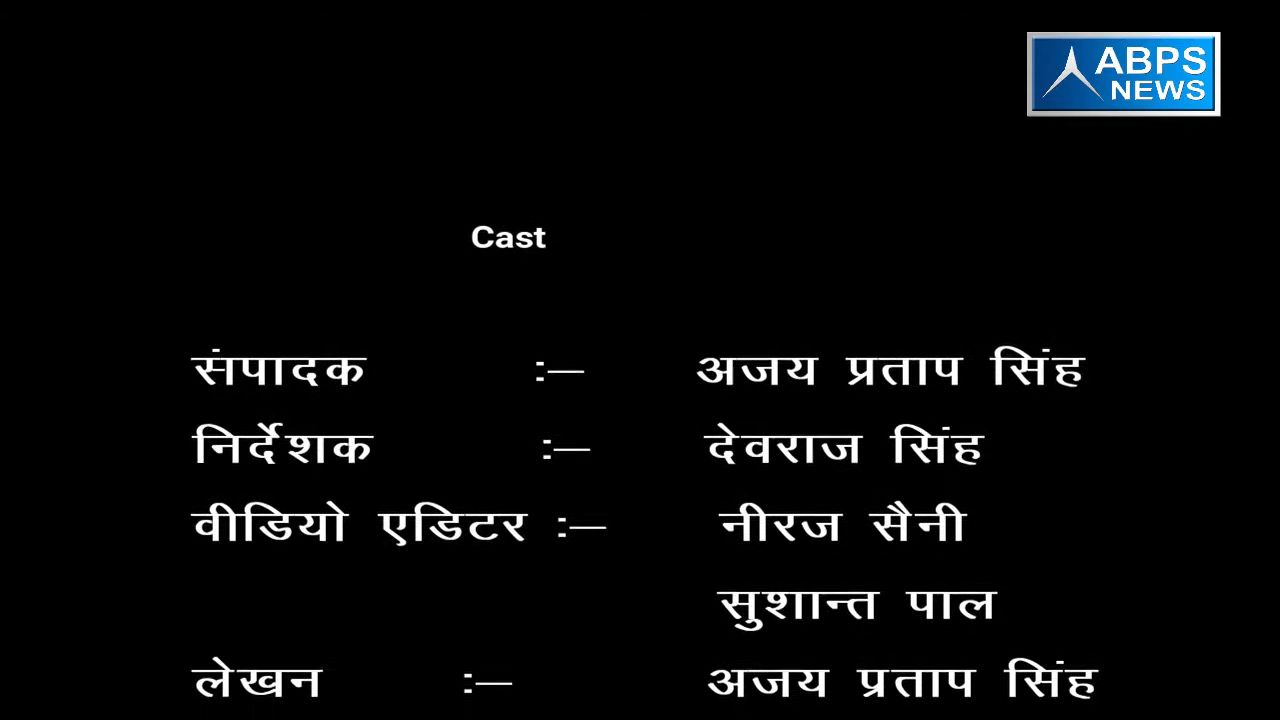 ABPS
NEWS
Cast
संपादक :— अजय प्रताप सिंह
निर्देशक :— देवराज सिंह
वीडियो एडिटर :— नीरज सैनी
सुशान्त पाल
लेखन :— अजय प्रताप सिंह